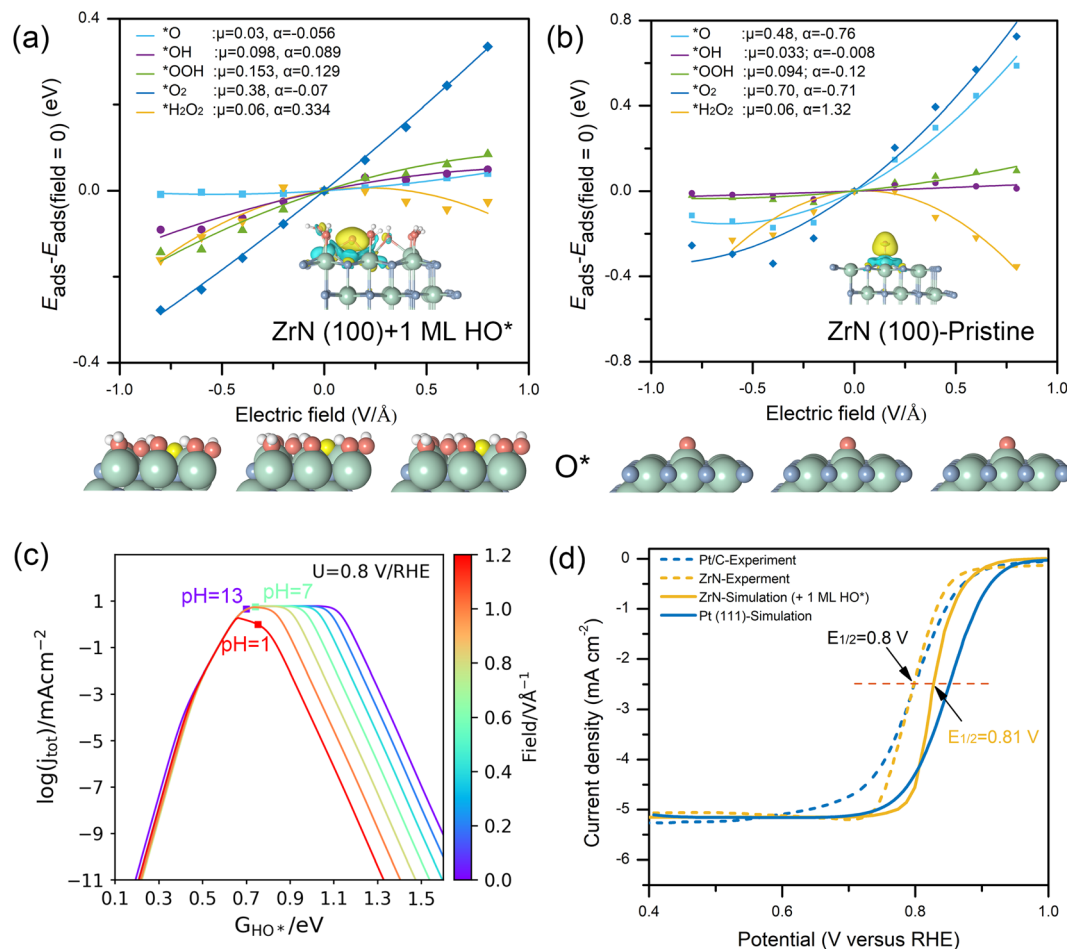 (a)
0.4
0.0
-0.4
E_ads-E_ads(field = 0) (eV)
*O :μ=0.03, α=-0.056
*OH :μ=0.098, α=0.089
*OOH :μ=0.153, α=0.129
*O₂ :μ=0.38, α=-0.07
*H₂O₂ :μ=0.06, α=0.334
ZrN (100)+1 ML HO*
-1.0 -0.5 0.0 0.5 1.0
Electric field (V/Å)
(b)
0.8
0.4
0.0
-0.4
-0.8
E_ads-E_ads(field = 0) (eV)
*O :μ=0.48, α=-0.76
*OH :μ=0.033; α=-0.008
*OOH :μ=0.094; α=-0.12
*O₂ :μ=0.70, α=-0.71
*H₂O₂ :μ=0.06, α=1.32
ZrN (100)-Pristine
-1.0 -0.5 0.0 0.5 1.0
Electric field (V/Å)
O*
(c)
1
-1
-3
-5
-7
-9
-11
log(j_tot)/mAcm⁻²
U=0.8 V/RHE
pH=13
pH=7
pH=1
0.1 0.3 0.5 0.7 0.9 1.1 1.3 1.5
G_HO*/eV
1.2
1.0
0.8
0.6
0.4
0.2
0.0
Field/VÅ⁻¹
(d)
0
-1
-2
-3
-4
-5
-6
Current density (mA cm⁻²)
Pt/C-Experiment
ZrN-Experment
ZrN-Simulation (+ 1 ML HO*)
Pt (111)-Simulation
E1/2=0.8 V
E1/2=0.81 V
0.4 0.6 0.8 1.0
Potential (V versus RHE)